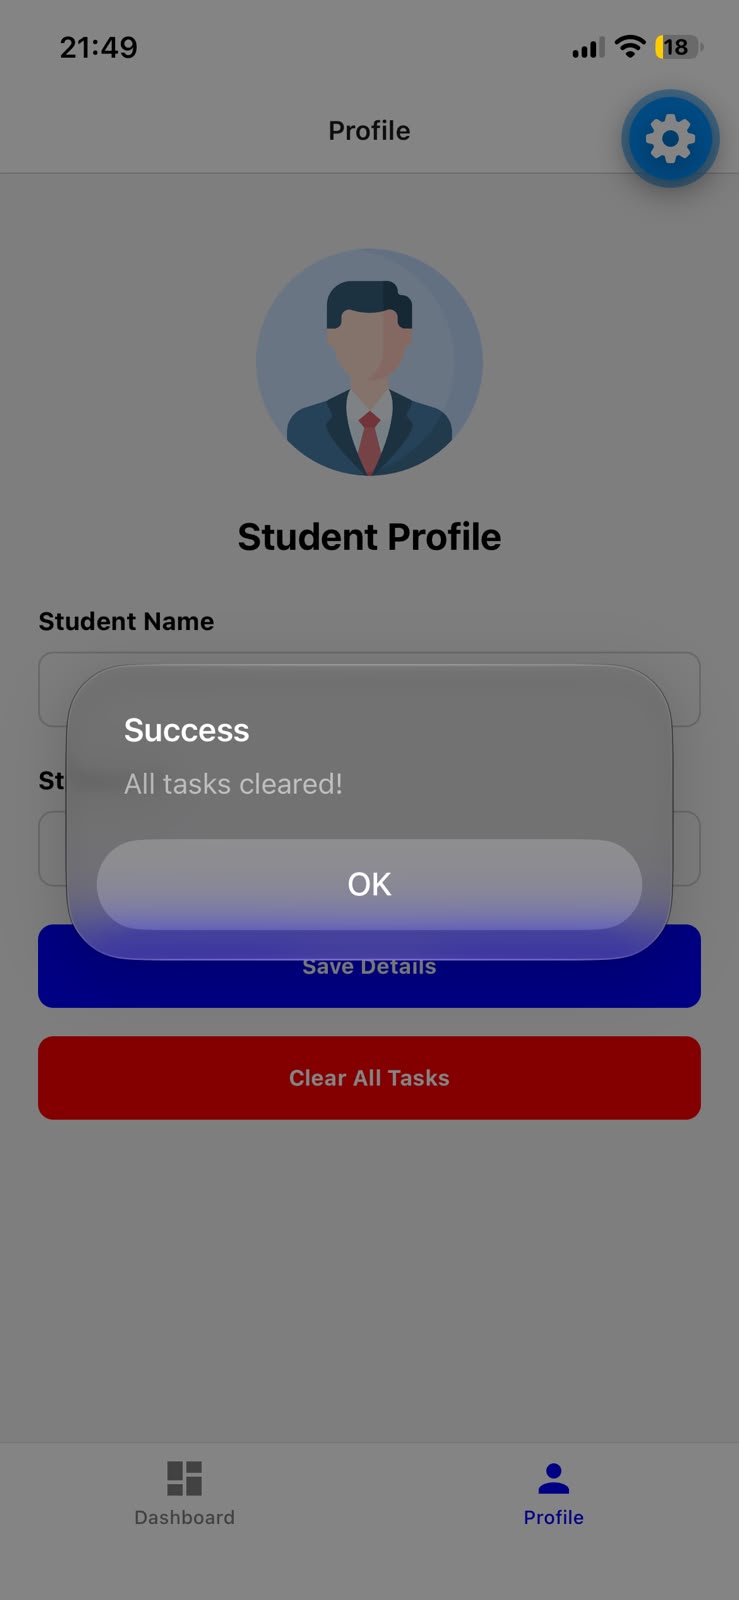 21:49
18
Profile
Student Profile
Student Name
Success
St
All tasks cleared!
OK
Save Details
Clear All Tasks
Dashboard
Profile